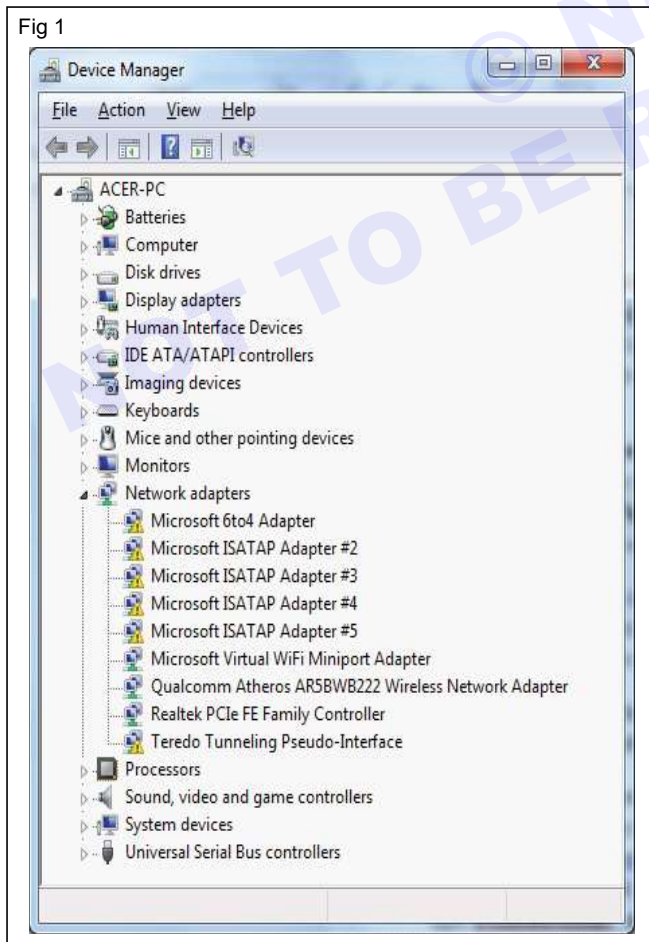 Fig 1
Device Manager
File Action View Help
ACER-PC
Batteries
Computer
Disk drives
Display adapters
Human Interface Devices
IDE ATA/ATAPI controllers
Imaging devices
Keyboards
Mice and other pointing devices
Monitors
Network adapters
Microsoft 6to4 Adapter
Microsoft ISATAP Adapter #2
Microsoft ISATAP Adapter #3
Microsoft ISATAP Adapter #4
Microsoft ISATAP Adapter #5
Microsoft Virtual WiFi Miniport Adapter
Qualcomm Atheros AR5BWB222 Wireless Network Adapter
Realtek PCIe FE Family Controller
Teredo Tunneling Pseudo-Interface
Processors
Sound, video and game controllers
System devices
Universal Serial Bus controllers
©
NOT TO BE